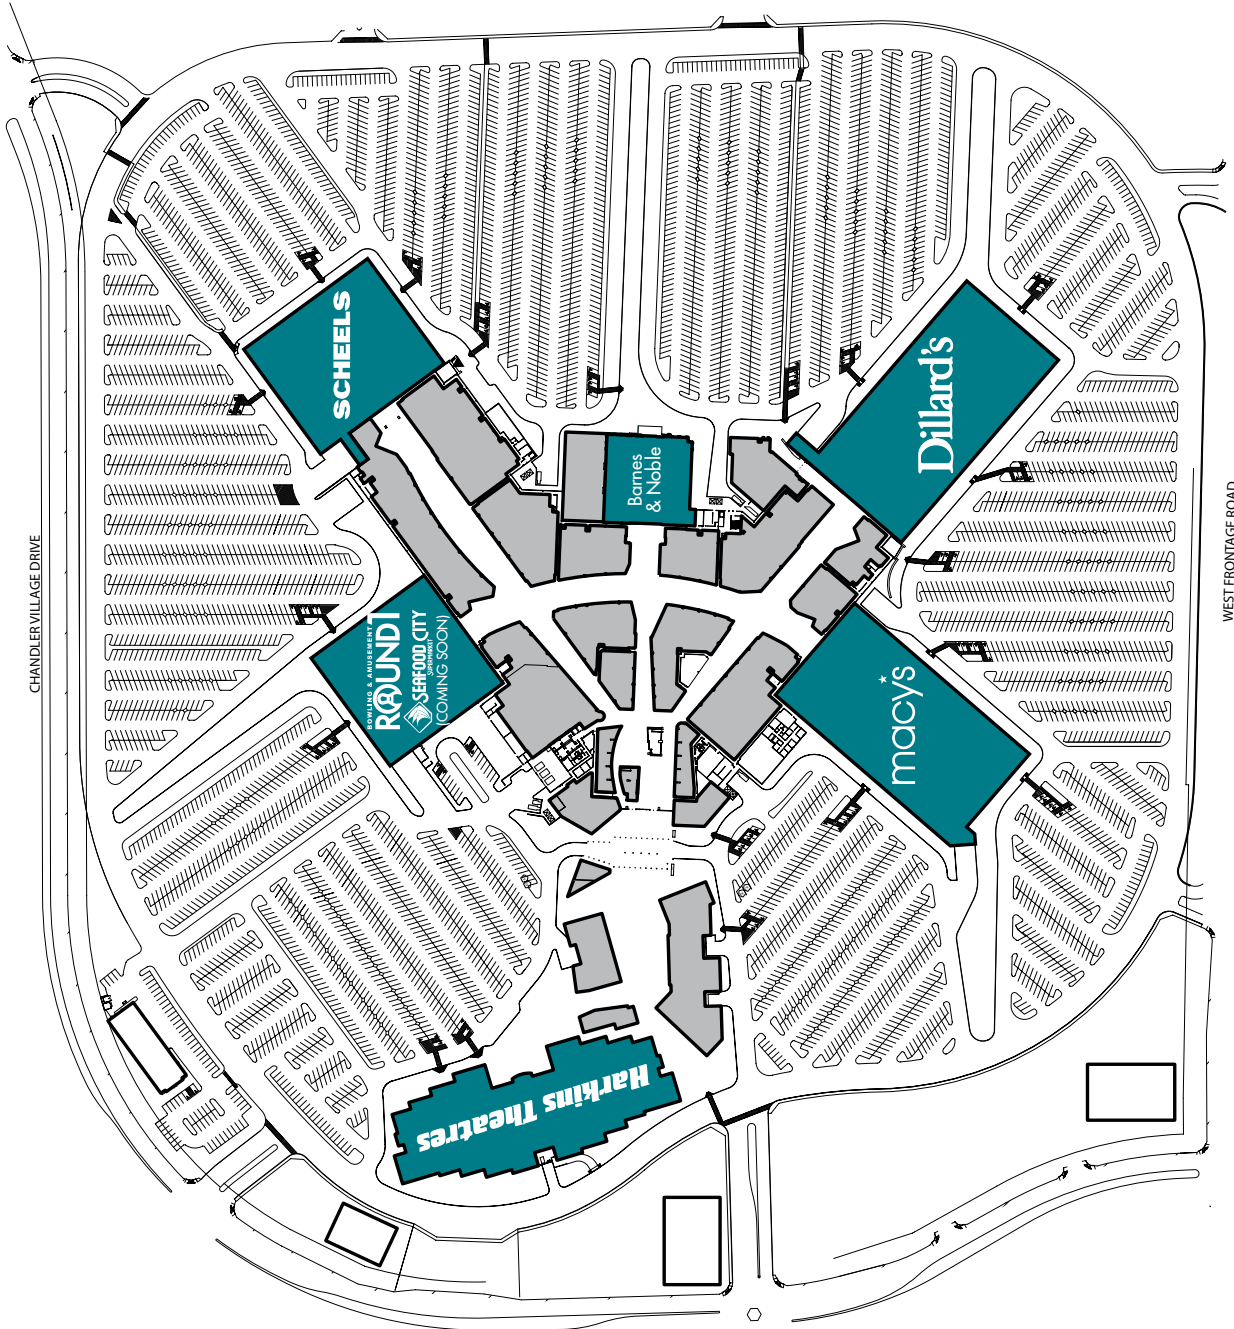 SCHEELS
Dillard's
Barnes
& Noble
CHANDLER VILLAGE DRIVE
WEST FRONTAGE ROAD
BOWLING & AMUSEMENT
ROUND1
SEAFOOD CITY
SUPERMARKET
(COMING SOON)
macys
Harkins Theatres